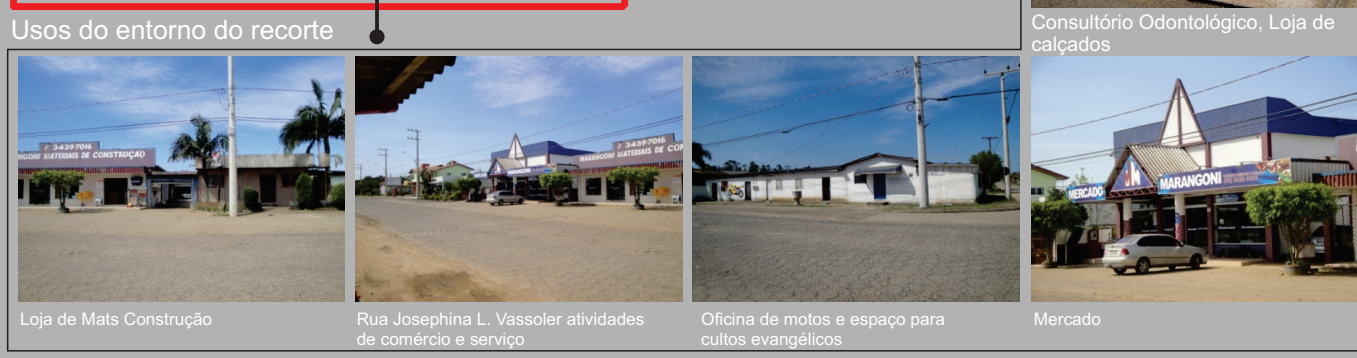 Usos do entorno do recorte
Consultório Odontológico, Loja de
calçados
3439-7016
NGONI MATERIAIS DE CONSTRUÇÃO
3439-7016
MARANGONI MATERIAIS DE CON
MARANGONI
MERCADO
MARANGONI
Loja de Mats Construção
Rua Josephina L. Vassoler atividades
de comércio e serviço
Oficina de motos e espaço para
cultos evangélicos
Mercado